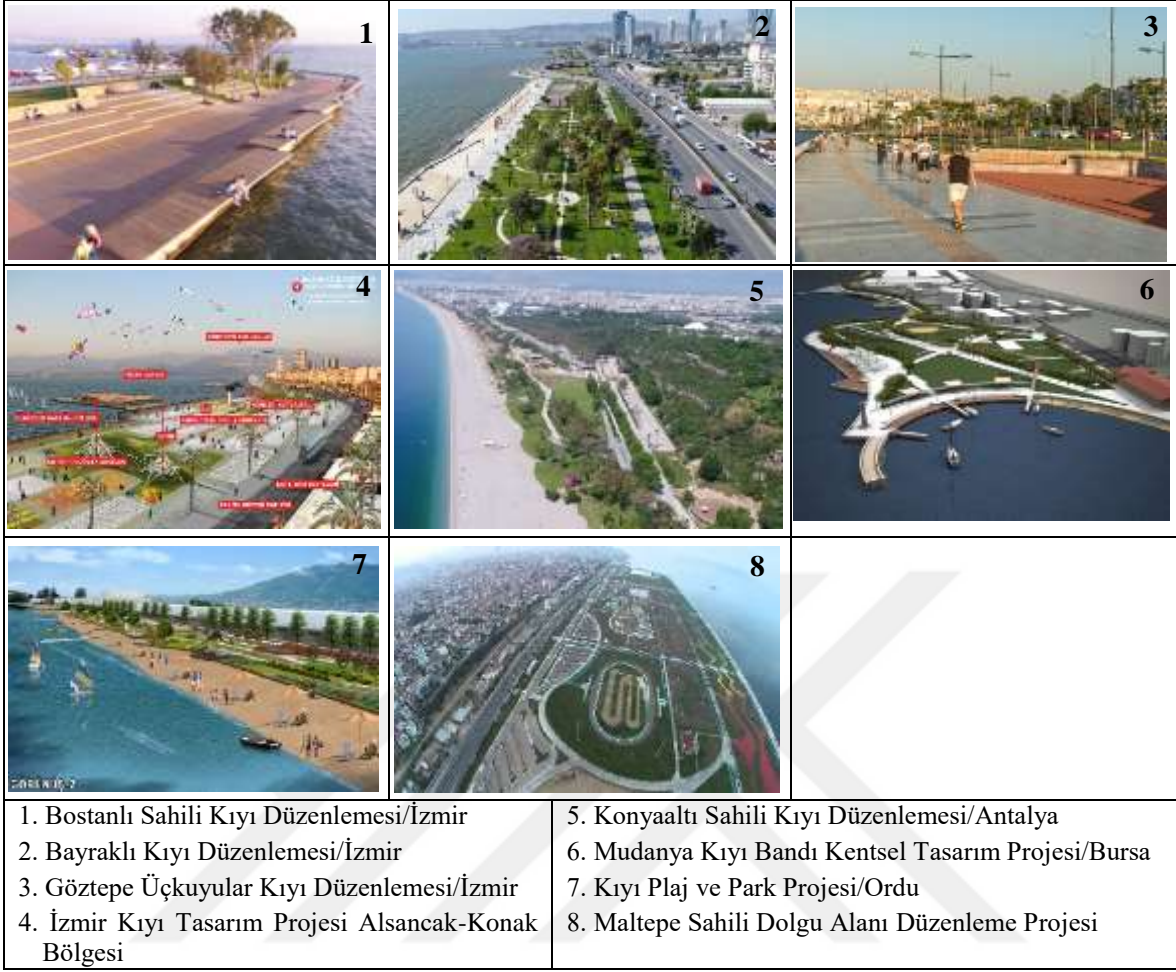 1
2
3
4
5
6
7
GÖRÜNÜŞ-2
8
1. Bostanlı Sahili Kıyı Düzenlemesi/İzmir
2. Bayraklı Kıyı Düzenlemesi/İzmir
3. Göztepe Üçkuyular Kıyı Düzenlemesi/İzmir
4. İzmir Kıyı Tasarım Projesi Alsancak-Konak
Bölgesi
5. Konyaaltı Sahili Kıyı Düzenlemesi/Antalya
6. Mudanya Kıyı Bandı Kentsel Tasarım Projesi/Bursa
7. Kıyı Plaj ve Park Projesi/Ordu
8. Maltepe Sahili Dolgu Alanı Düzenleme Projesi